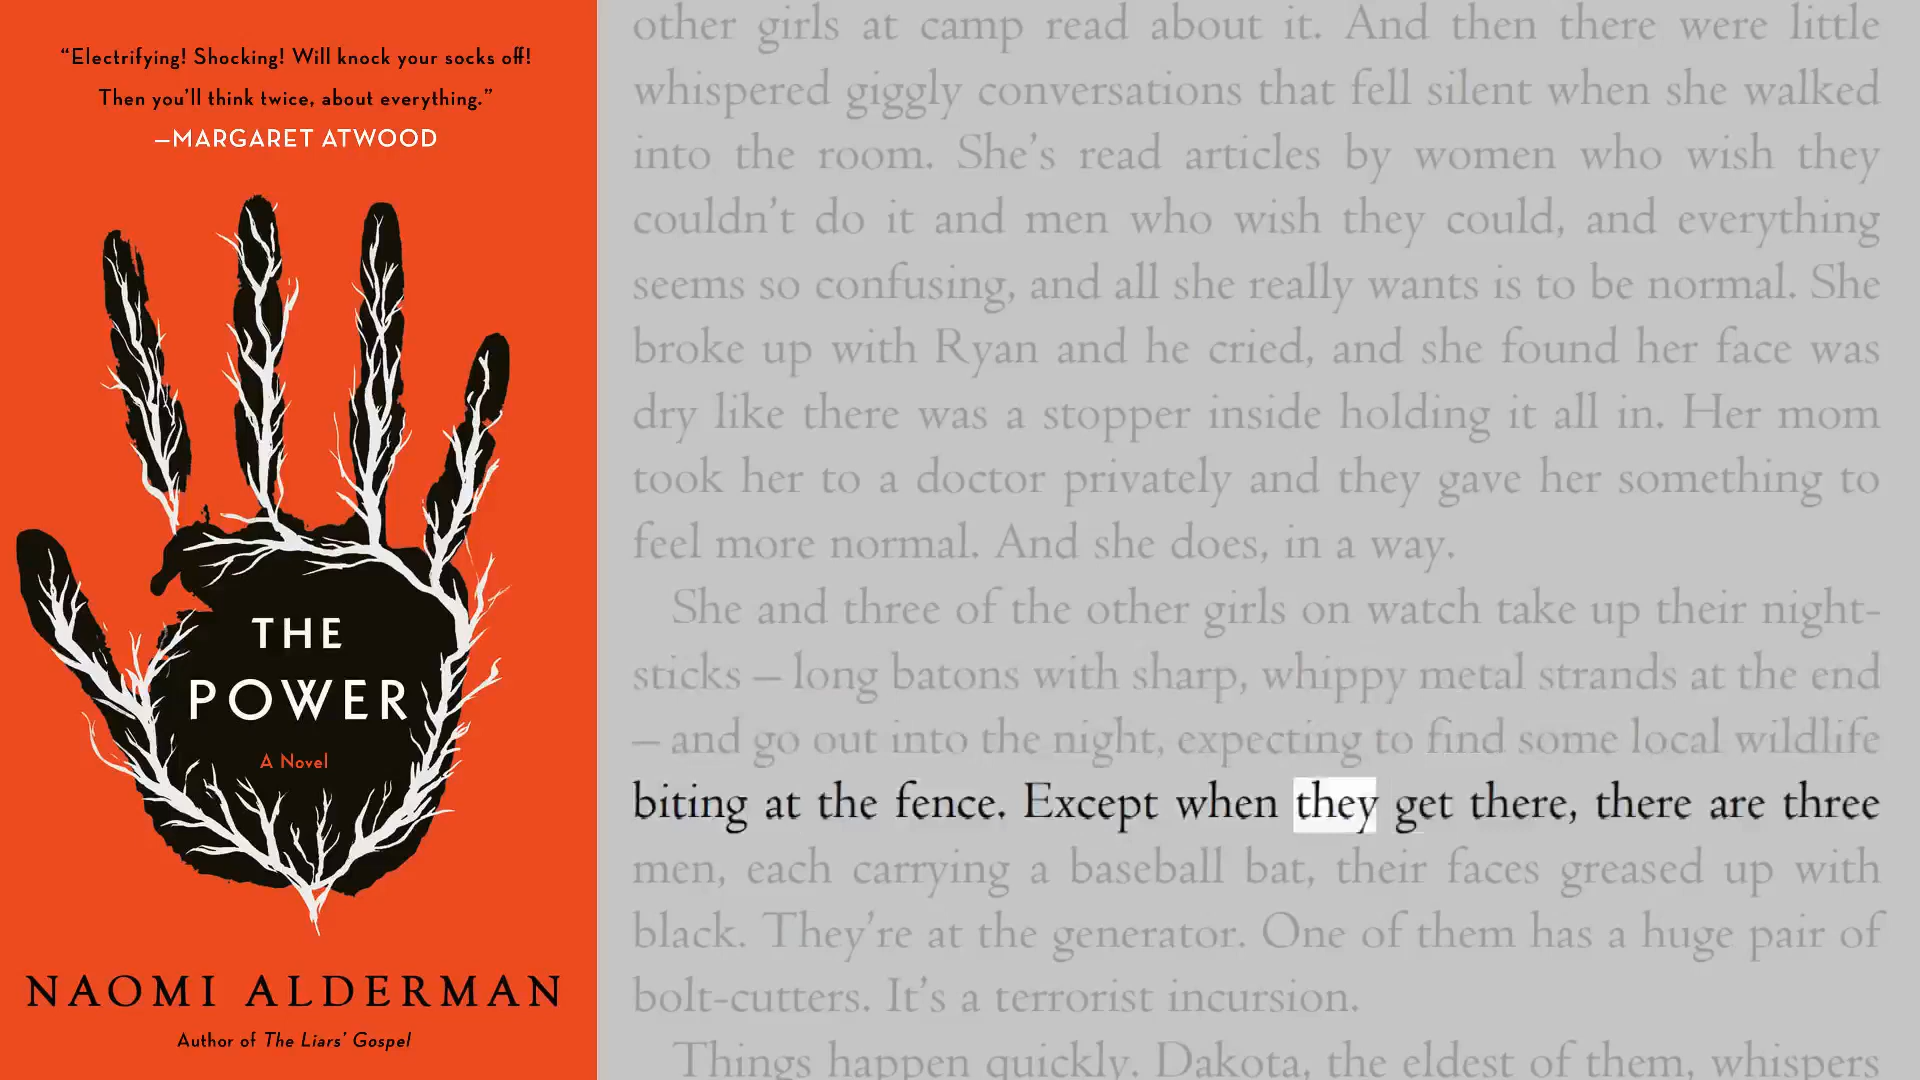 “Electrifying! Shocking! Will knock your socks off!
Then you’ll think twice, about everything.”
—MARGARET ATWOOD
THE
POWER
A Novel
NAOMI ALDERMAN
Author of The Liars’ Gospel
other girls at camp read about it. And then there were little
whispered giggly conversations that fell silent when she walked
into the room. She’s read articles by women who wish they
couldn’t do it and men who wish they could, and everything
seems so confusing, and all she really wants is to be normal. She
broke up with Ryan and he cried, and she found her face was
dry like there was a stopper inside holding it all in. Her mom
took her to a doctor privately and they gave her something to
feel more normal. And she does, in a way.
She and three of the other girls on watch take up their night-
sticks – long batons with sharp, whippy metal strands at the end
– and go out into the night, expecting to find some local wildlife
biting at the fence. Except when they get there, there are three
men, each carrying a baseball bat, their faces greased up with
black. They’re at the generator. One of them has a huge pair of
bolt-cutters. It’s a terrorist incursion.
Things happen quickly. Dakota, the eldest of them, whispers